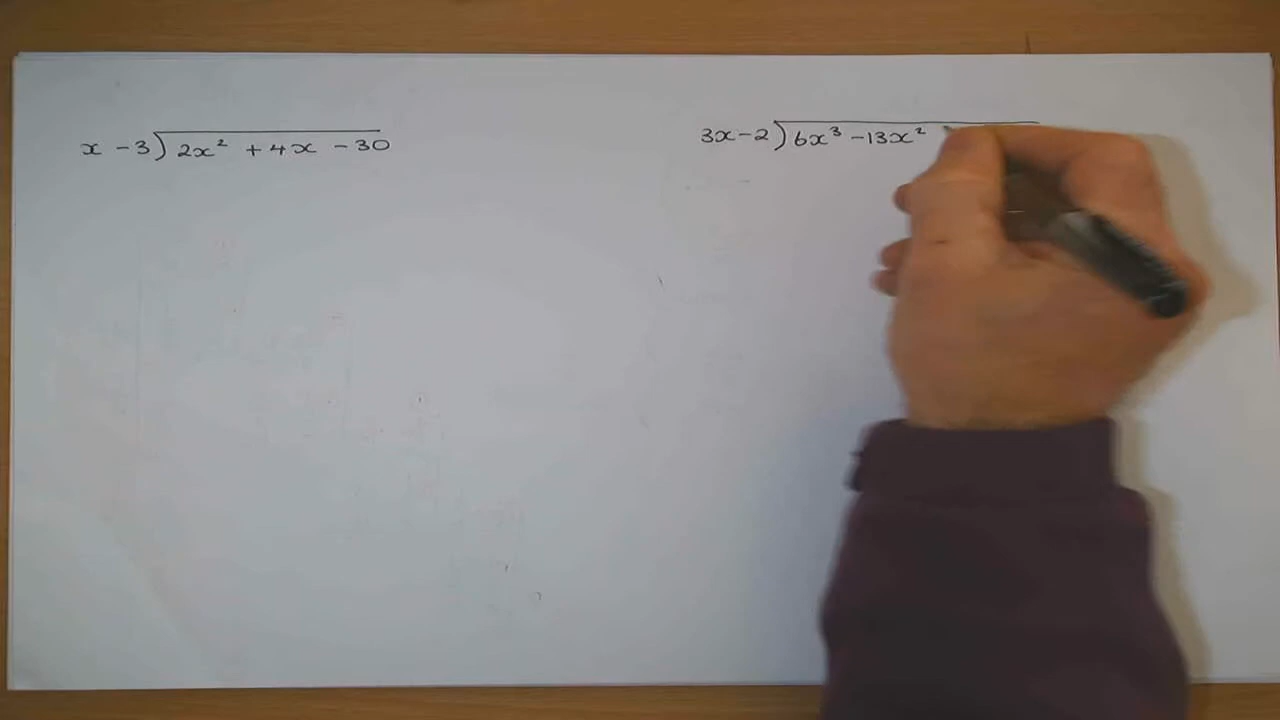 x - 3)2x² + 4x - 30
3x-2)6x³ -13x²